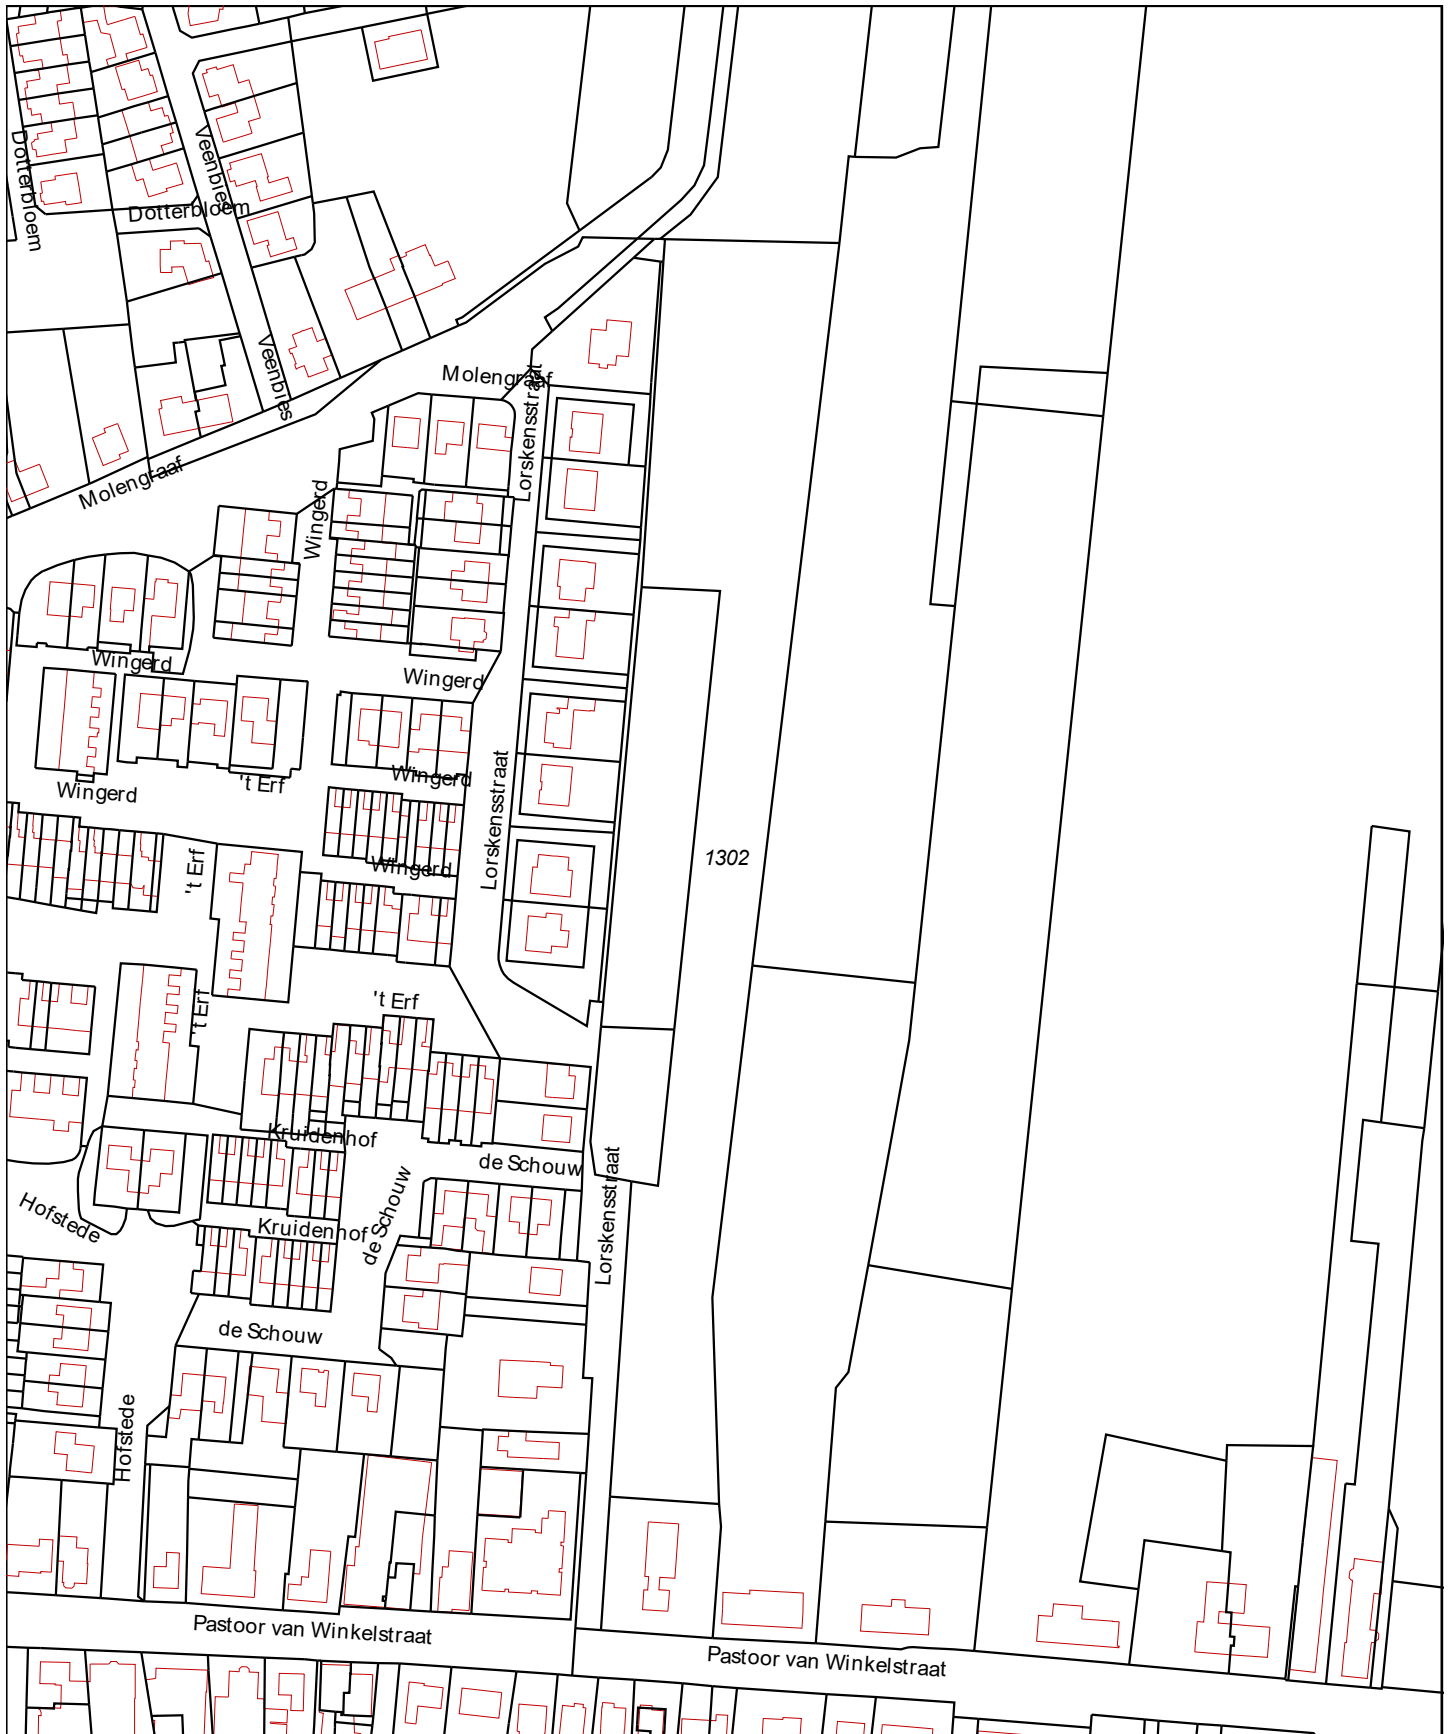 Dotterbloem
Veenbies
Dotterbloem
Veenbies
Molengraaf
Lorskensstraat
Molengraaf
Wingerd
Wingerd
Wingerd
Wingerd
't Erf
Wingerd
Lorskensstraat
't Erf
Wingerd
1302
't Erf
't Erf
Kruidenhof
de Schouw
Lorskensstraat
Hofstede
Kruidenhof
de Schouw
de Schouw
Hofstede
Pastoor van Winkelstraat
Pastoor van Winkelstraat